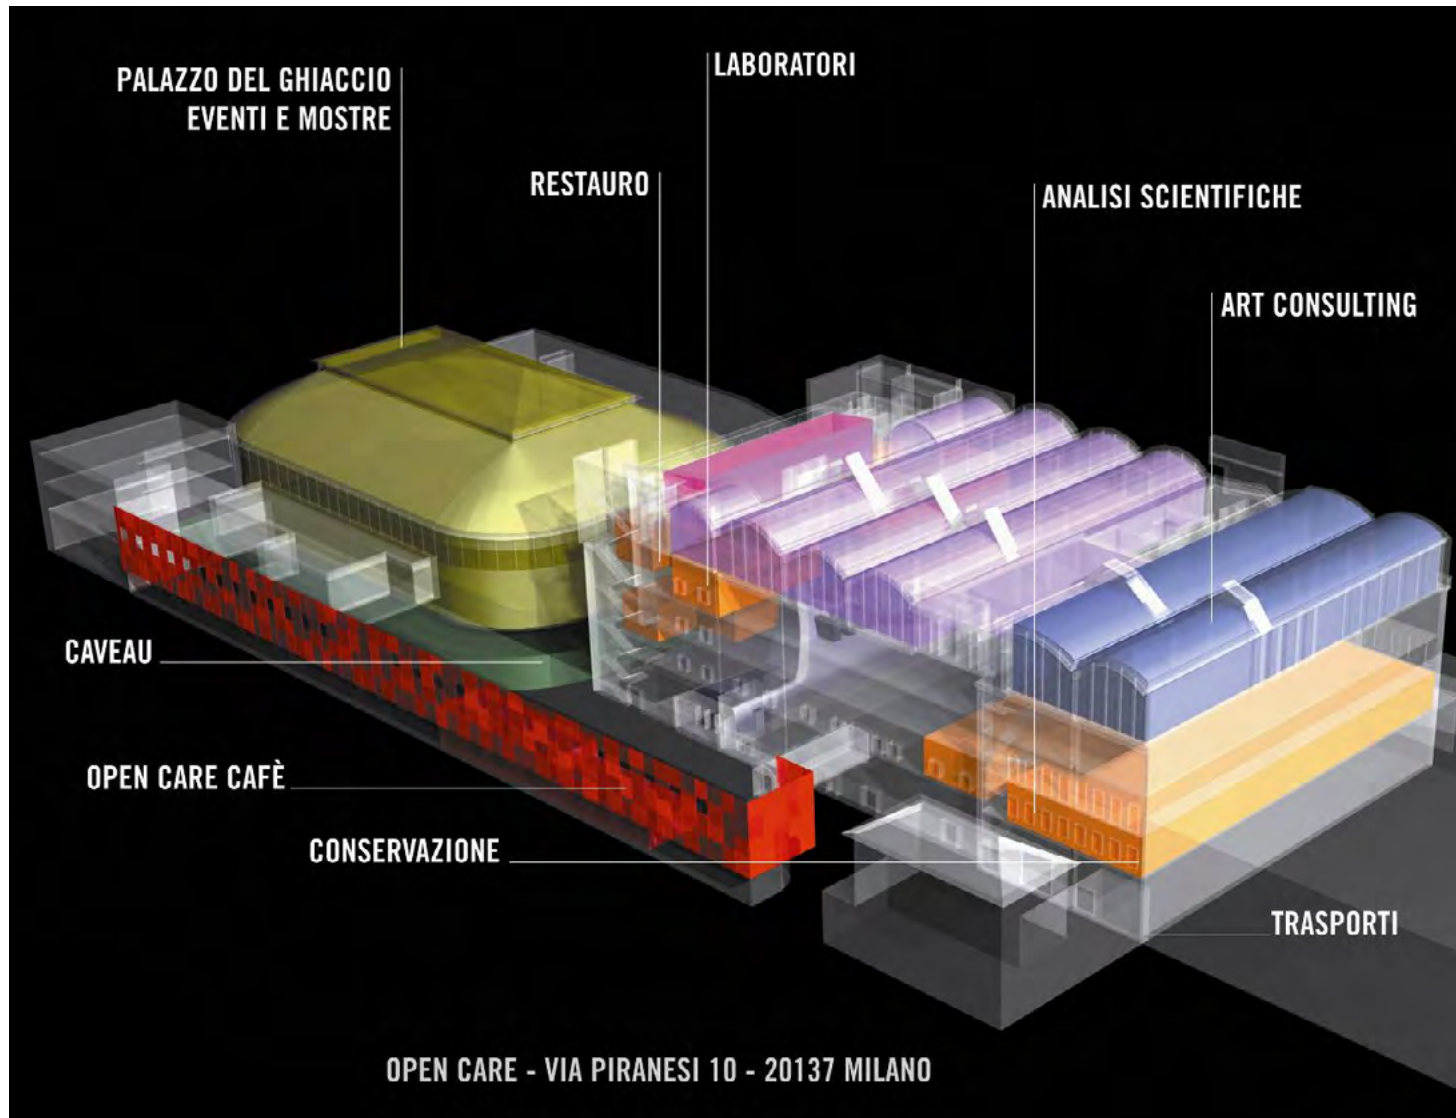 PALAZZO DEL GHIACCIO
EVENTI E MOSTRE
LABORATORI
RESTAURO
ANALISI SCIENTIFICHE
ART CONSULTING
CAVEAU
OPEN CARE CAFÈ
CONSERVAZIONE
TRASPORTI
OPEN CARE - VIA PIRANESI 10 - 20137 MILANO